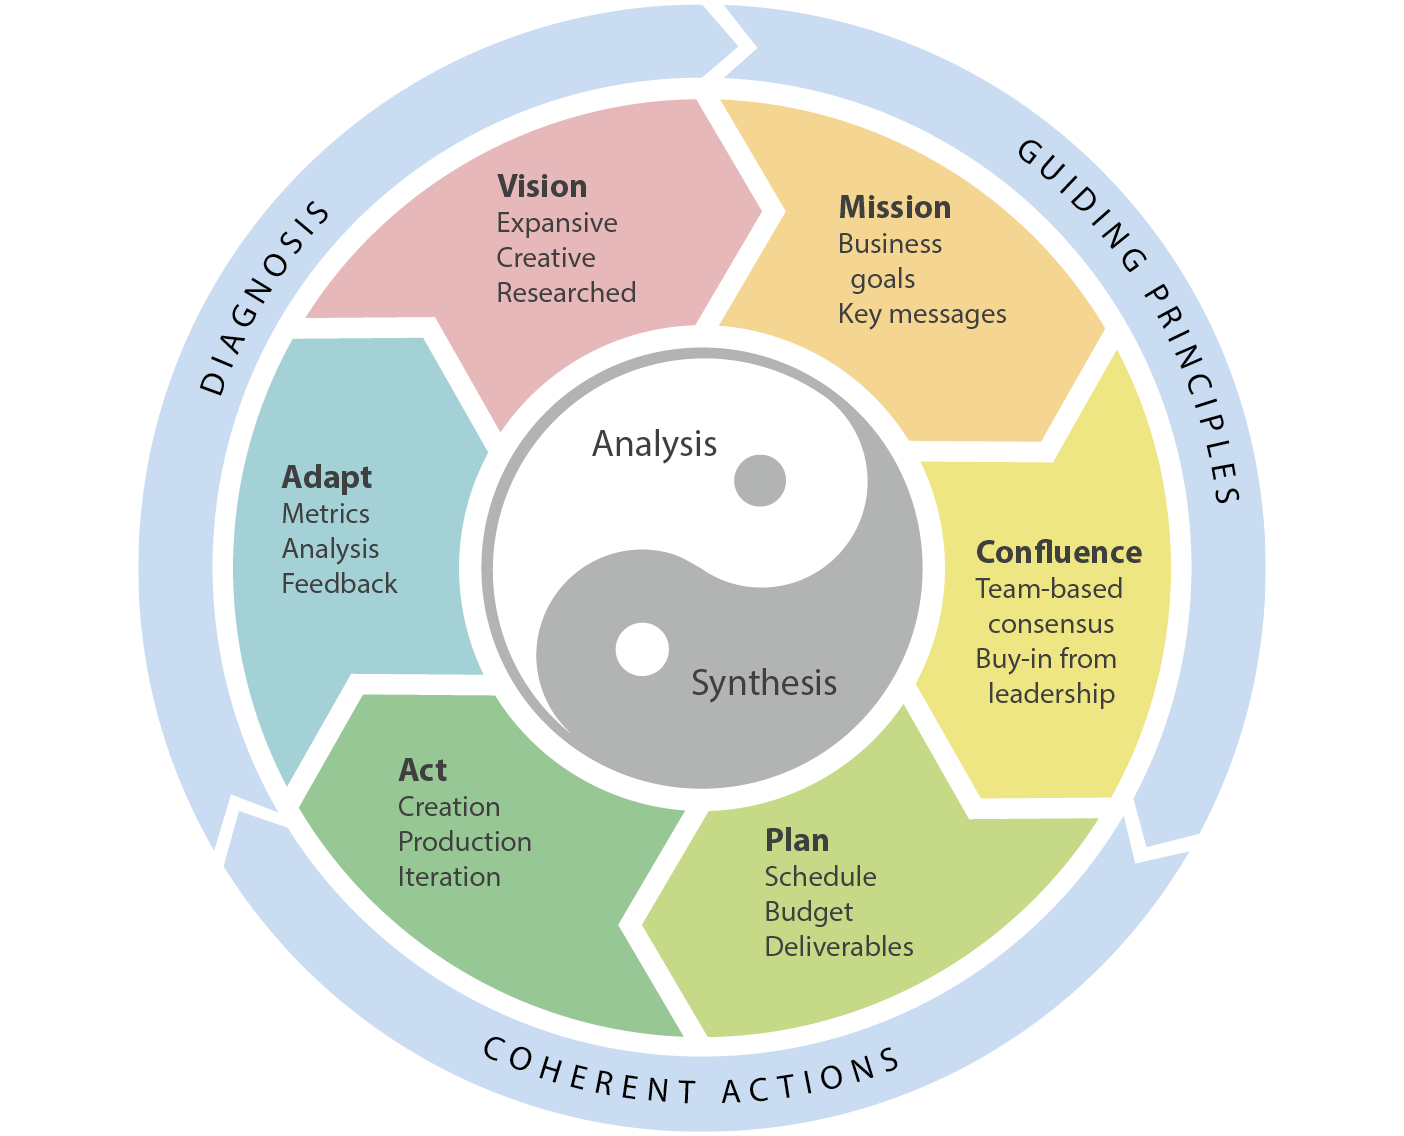 DIAGNOSIS
GUIDING PRINCIPLES
Vision
Expansive
Creative
Researched
Mission
Business
goals
Key messages
Analysis
Adapt
Metrics
Analysis
Feedback
Confluence
Team-based
consensus
Buy-in from
leadership
Synthesis
Act
Creation
Production
Iteration
Plan
Schedule
Budget
Deliverables
COHERENT ACTIONS